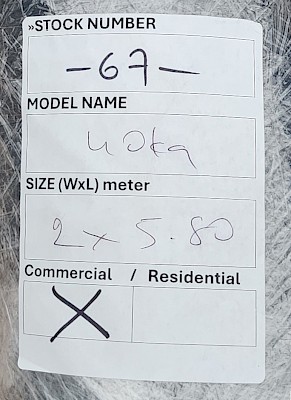 »STOCK NUMBER
-67-
MODEL NAME
40kg
SIZE (WxL) meter
2 x 5.80
Commercial / Residential
X